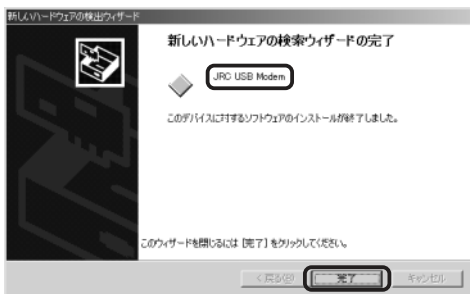 新しいハードウェアの検出ウィザード
新しいハードウェアの検索ウィザードの完了
JRC USB Modem
このデバイスに対するソフトウェアのインストールが終了しました。
このウィザードを閉じるには [完了] をクリックしてください。
< 戻る(B) 完了 キャンセル